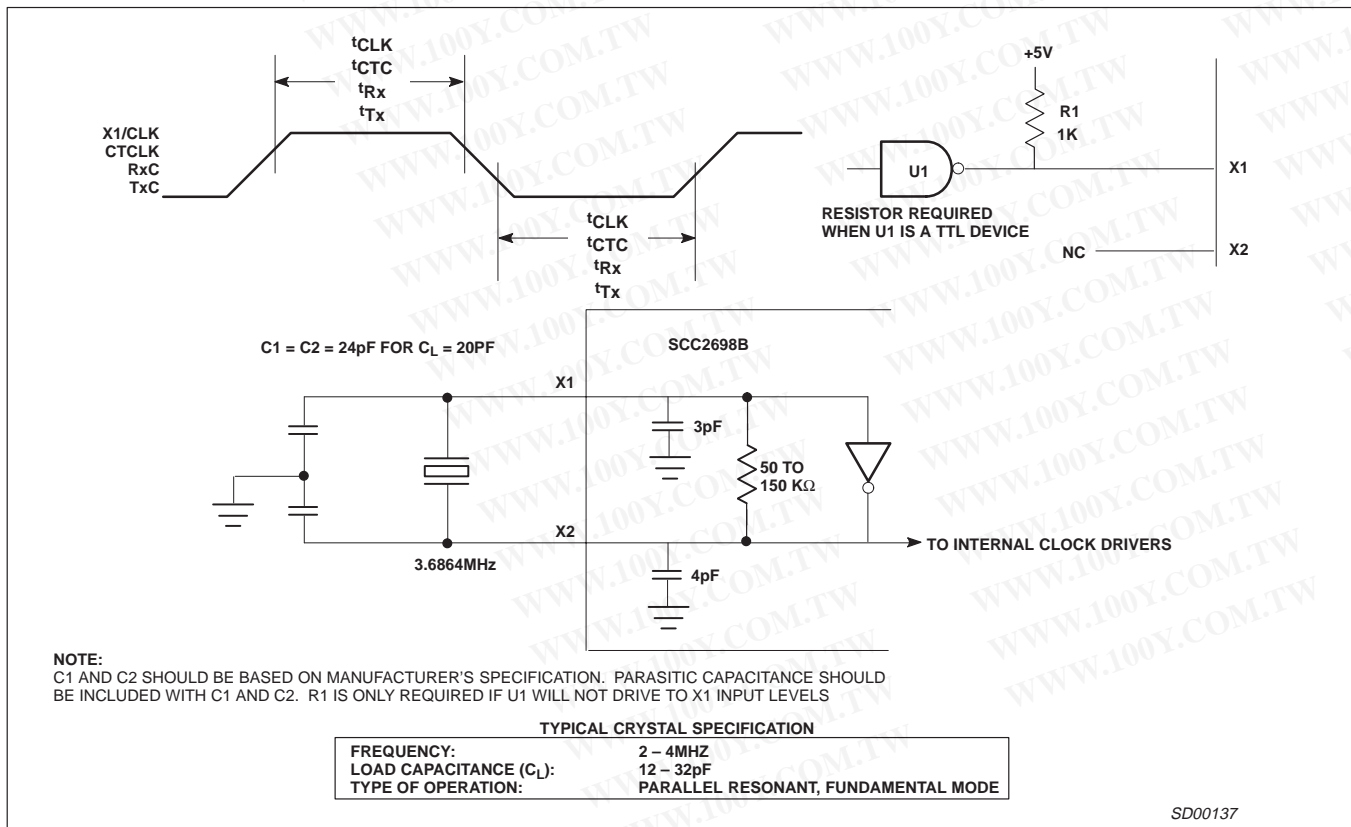 tCLK
tCTC
tRx
tTx
X1/CLK
CTCLK
RxC
TxC
tCLK
tCTC
tRx
tTx
+5V
R1
1K
U1
X1
RESISTOR REQUIRED
WHEN U1 IS A TTL DEVICE
NC
X2
C1 = C2 = 24pF FOR CL = 20PF
SCC2698B
X1
3pF
50 TO
150 KΩ
X2
TO INTERNAL CLOCK DRIVERS
3.6864MHz
4pF
NOTE:
C1 AND C2 SHOULD BE BASED ON MANUFACTURER'S SPECIFICATION. PARASITIC CAPACITANCE SHOULD
BE INCLUDED WITH C1 AND C2. R1 IS ONLY REQUIRED IF U1 WILL NOT DRIVE TO X1 INPUT LEVELS
TYPICAL CRYSTAL SPECIFICATION
FREQUENCY: 2 – 4MHZ
LOAD CAPACITANCE (CL): 12 – 32pF
TYPE OF OPERATION: PARALLEL RESONANT, FUNDAMENTAL MODE
SD00137
WWW.100Y.COM.TW